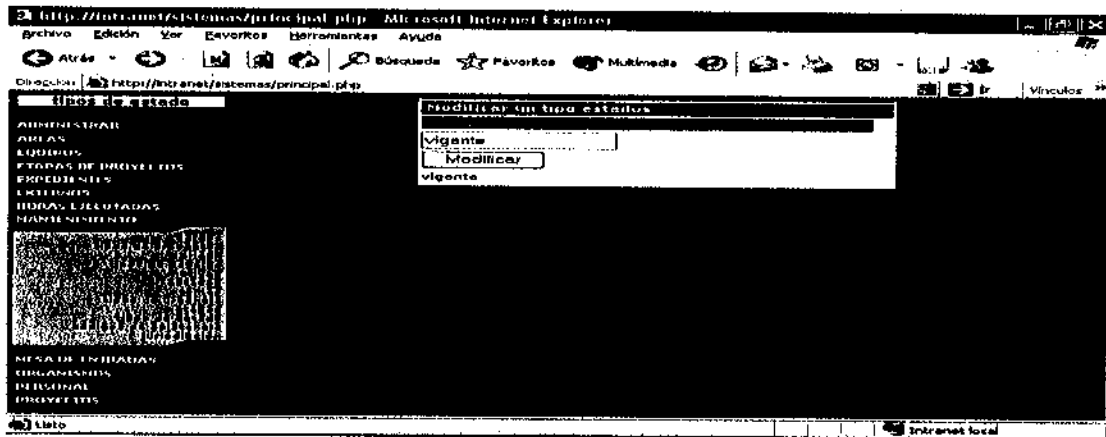 http://intranet/sistemas/principal.php - Microsoft Internet Explorer
Archivo Edición Ver Favoritos Herramientas Ayuda
Atrás Búsqueda Favoritos Multimedia
Dirección http://intranet/sistemas/principal.php Ir Vínculos »
tipos de estado
Modificar un tipo estados
ADMINISTRAR
AREAS
vigente
EQUIPOS
Modificar
ETAPAS DE PROYECTOS
EXPEDIENTES
vigente
EXTERNOS
HORAS EJECUTADAS
MANTENIMIENTO
MESA DE ENTRADAS
ORGANISMOS
PERSONAL
PROYECTOS
Listo Intranet local